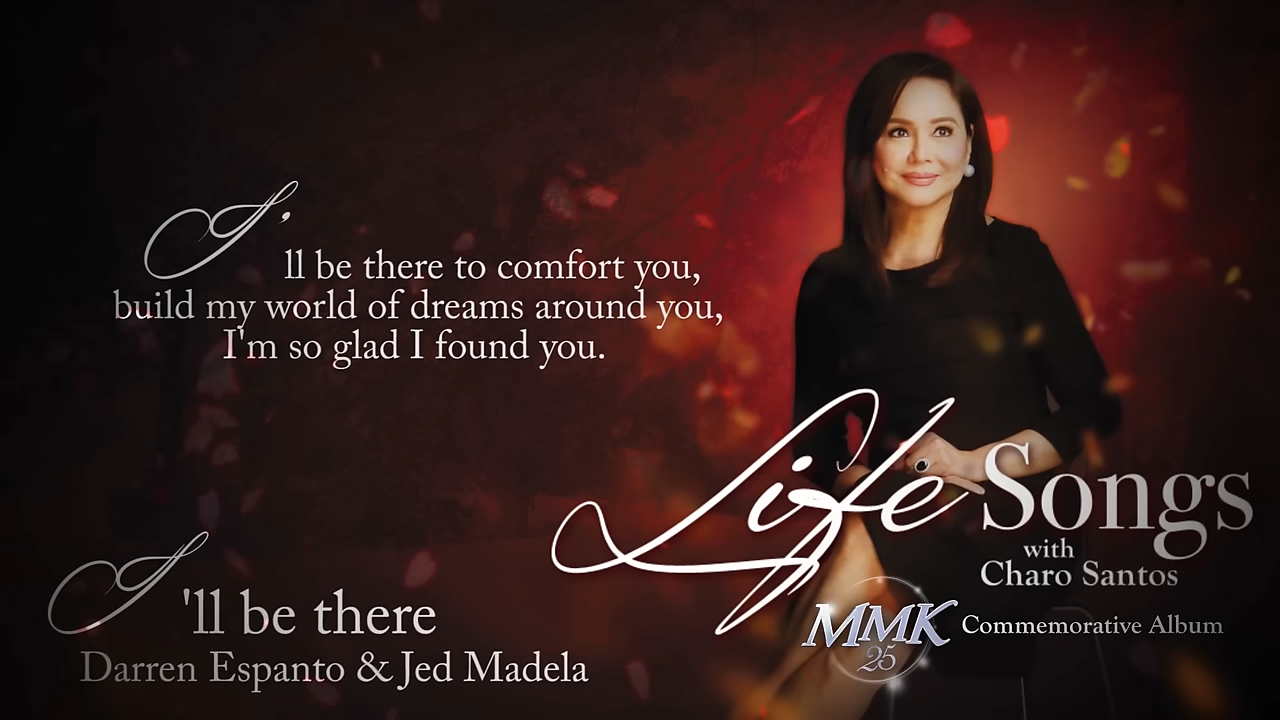 I'll be there to comfort you,
build my world of dreams around you,
I'm so glad I found you.
Life Songs
with
Charo Santos
MMK
25
Commemorative Album
I'll be there
Darren Espanto & Jed Madela